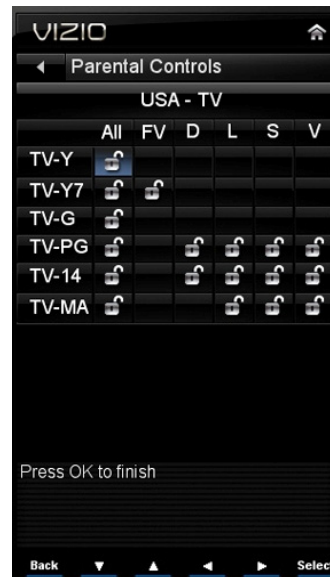 VIZIO
Parental Controls
USA - TV
All FV D L S V
TV-Y
TV-Y7
TV-G
TV-PG
TV-14
TV-MA
Press OK to finish
Back Select